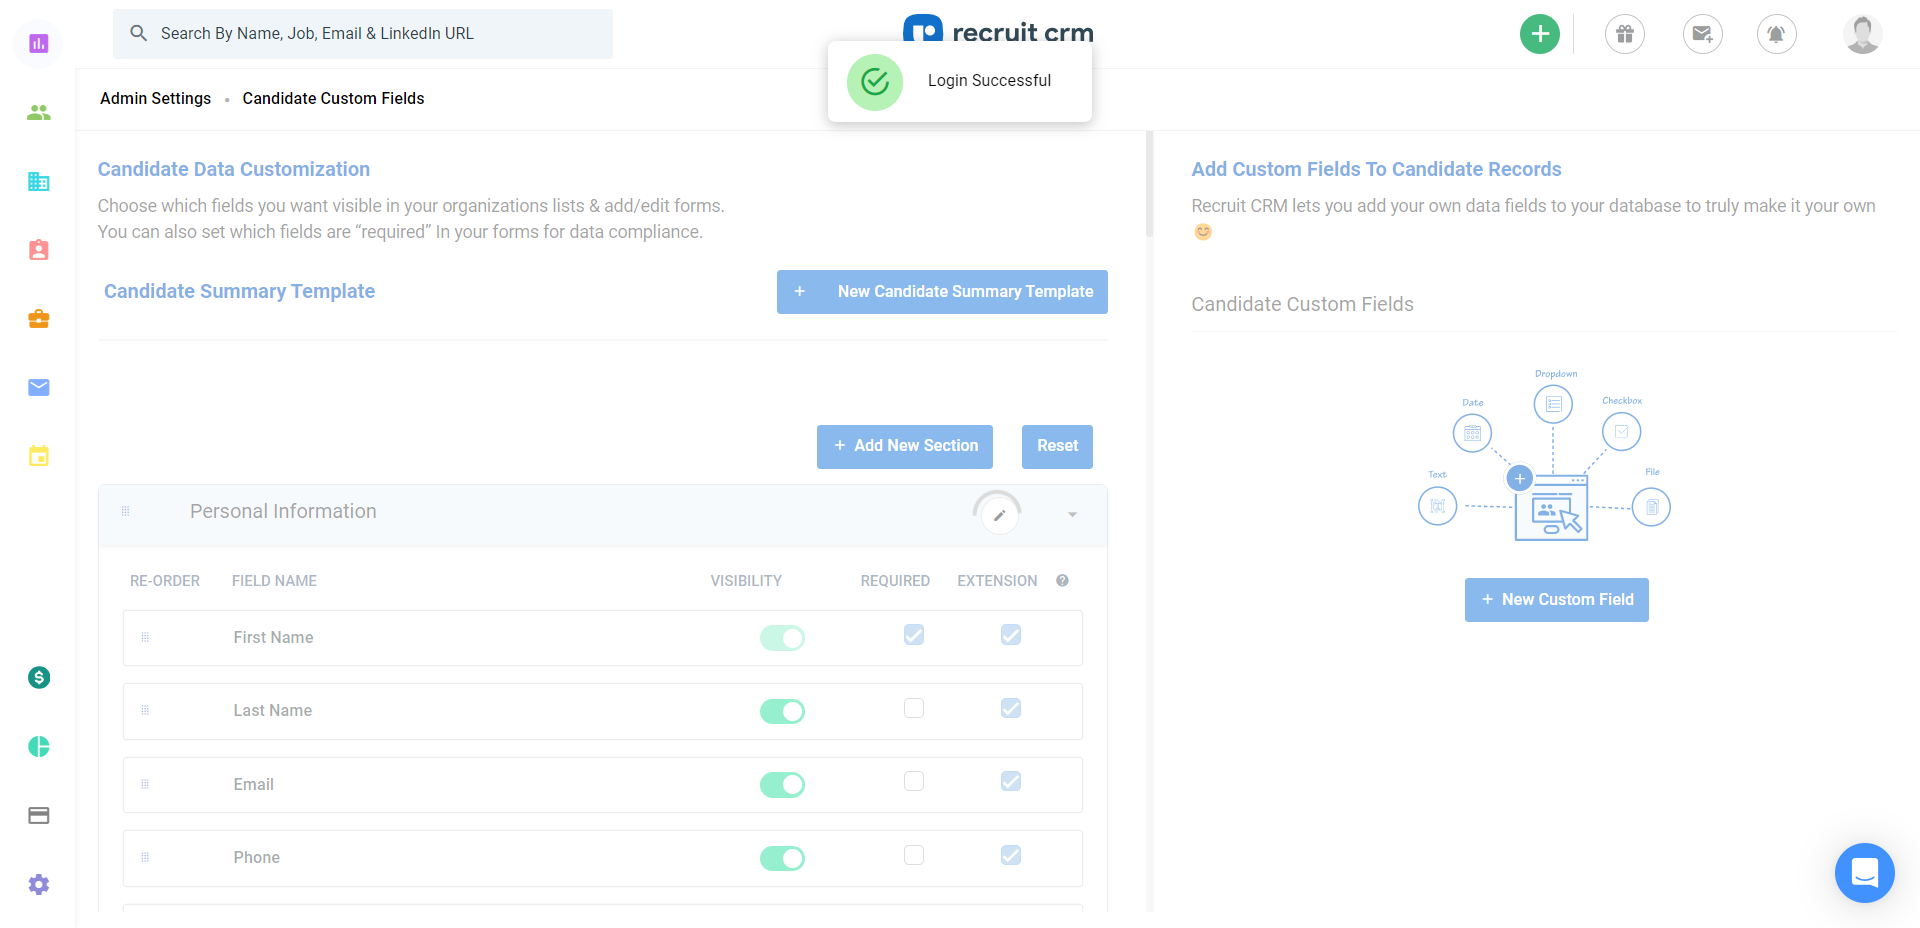 Search By Name, Job, Email & LinkedIn URL
recruit crm
Login Successful
Admin Settings • Candidate Custom Fields
Candidate Data Customization
Choose which fields you want visible in your organizations lists & add/edit forms.
You can also set which fields are “required” In your forms for data compliance.
Candidate Summary Template
+ New Candidate Summary Template
+ Add New Section
Reset
Personal Information
RE-ORDER FIELD NAME VISIBILITY REQUIRED EXTENSION ?
First Name
Last Name
Email
Phone
Add Custom Fields To Candidate Records
Recruit CRM lets you add your own data fields to your database to truly make it your own
😊
Candidate Custom Fields
Dropdown
Date
Checkbox
Text
File
+ New Custom Field